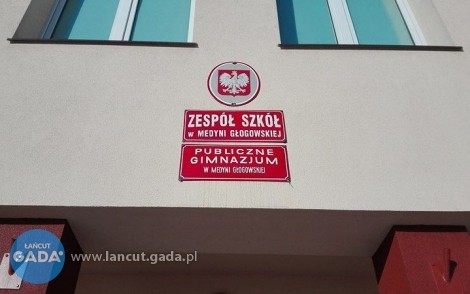 ZESPÓŁ SZKÓŁ
W MEDYNI GŁOGOWSKIEJ
PUBLICZNE
GIMNAZJUM
W MEDYNI GŁOGOWSKIEJ
ŁAŃCUT
GADA
www.lancut.gada.pl